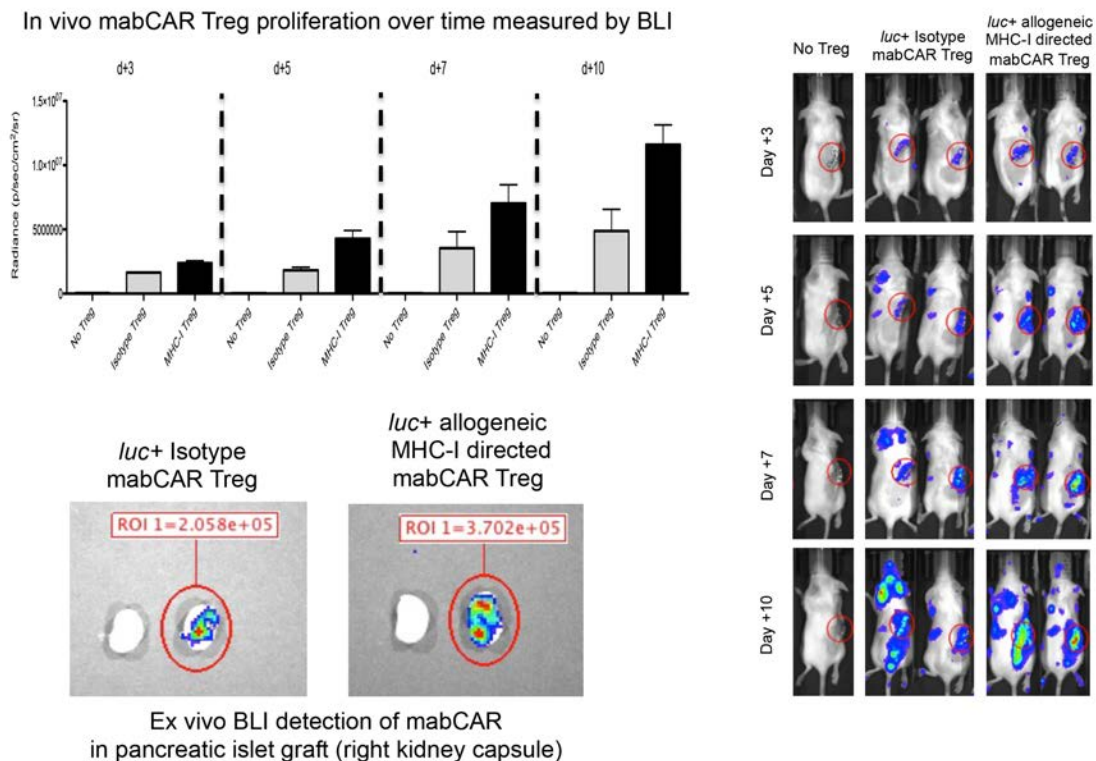 In vivo mabCAR Treg proliferation over time measured by BLI
d+3
d+5
d+7
d+10
Radiance (p/sec/cm²/sr)
1.5×10⁰⁷
1.0×10⁰⁷
5000000
0
No Treg
Isotype Treg
MHC-I Treg
No Treg
Isotype Treg
MHC-I Treg
No Treg
Isotype Treg
MHC-I Treg
No Treg
Isotype Treg
MHC-I Treg
luc+ Isotype
mabCAR Treg
luc+ allogeneic
MHC-I directed
mabCAR Treg
ROI 1=2.058e+05
ROI 1=3.702e+05
Ex vivo BLI detection of mabCAR
in pancreatic islet graft (right kidney capsule)
No Treg
luc+ Isotype
mabCAR Treg
luc+ allogeneic
MHC-I directed
mabCAR Treg
Day +3
Day +5
Day +7
Day +10